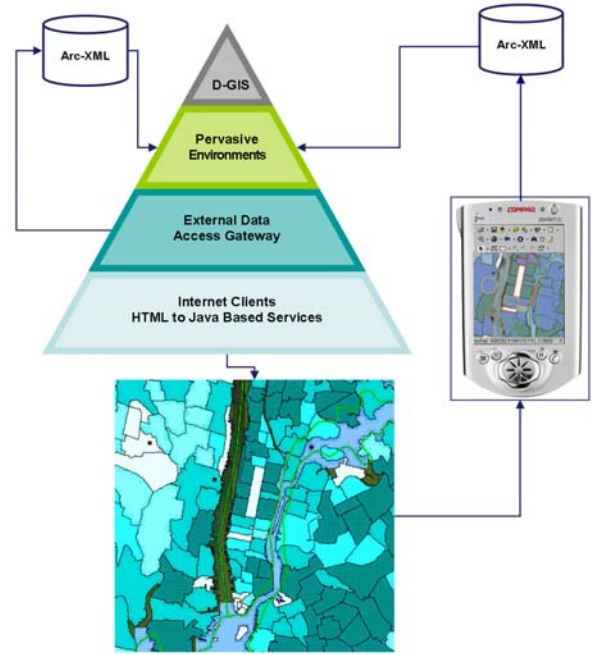 Arc-XML
Arc-XML
D-GIS
Pervasive
Environments
External Data
Access Gateway
Internet Clients
HTML to Java Based Services
COMPAQ